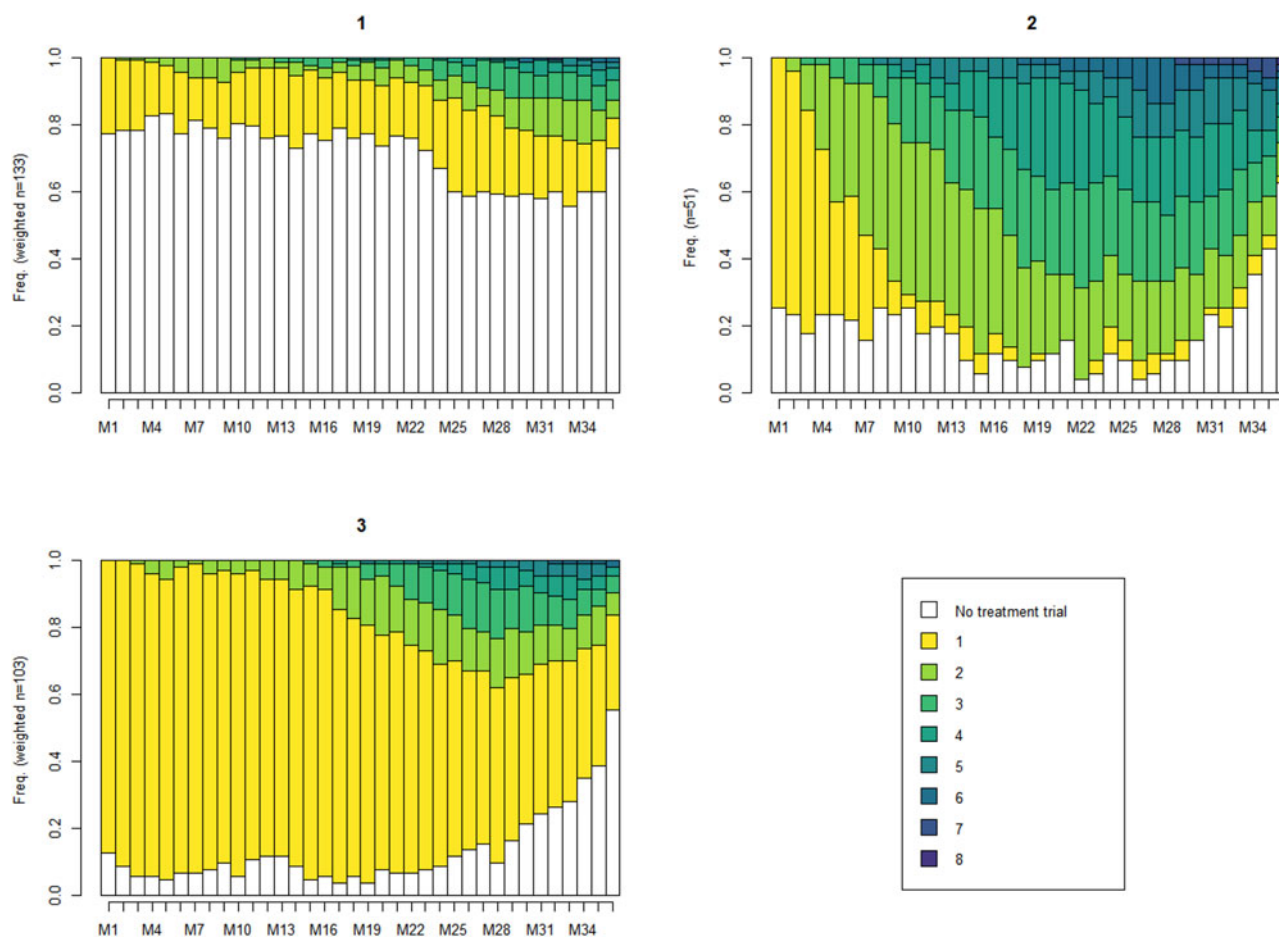 1
Freq. (weighted n=133)
0.0 0.2 0.4 0.6 0.8 1.0
M1 M4 M7 M10 M13 M16 M19 M22 M25 M28 M31 M34
2
Freq. (n=51)
0.0 0.2 0.4 0.6 0.8 1.0
M1 M4 M7 M10 M13 M16 M19 M22 M25 M28 M31 M34
3
Freq. (weighted n=103)
0.0 0.2 0.4 0.6 0.8 1.0
M1 M4 M7 M10 M13 M16 M19 M22 M25 M28 M31 M34
No treatment trial
1
2
3
4
5
6
7
8